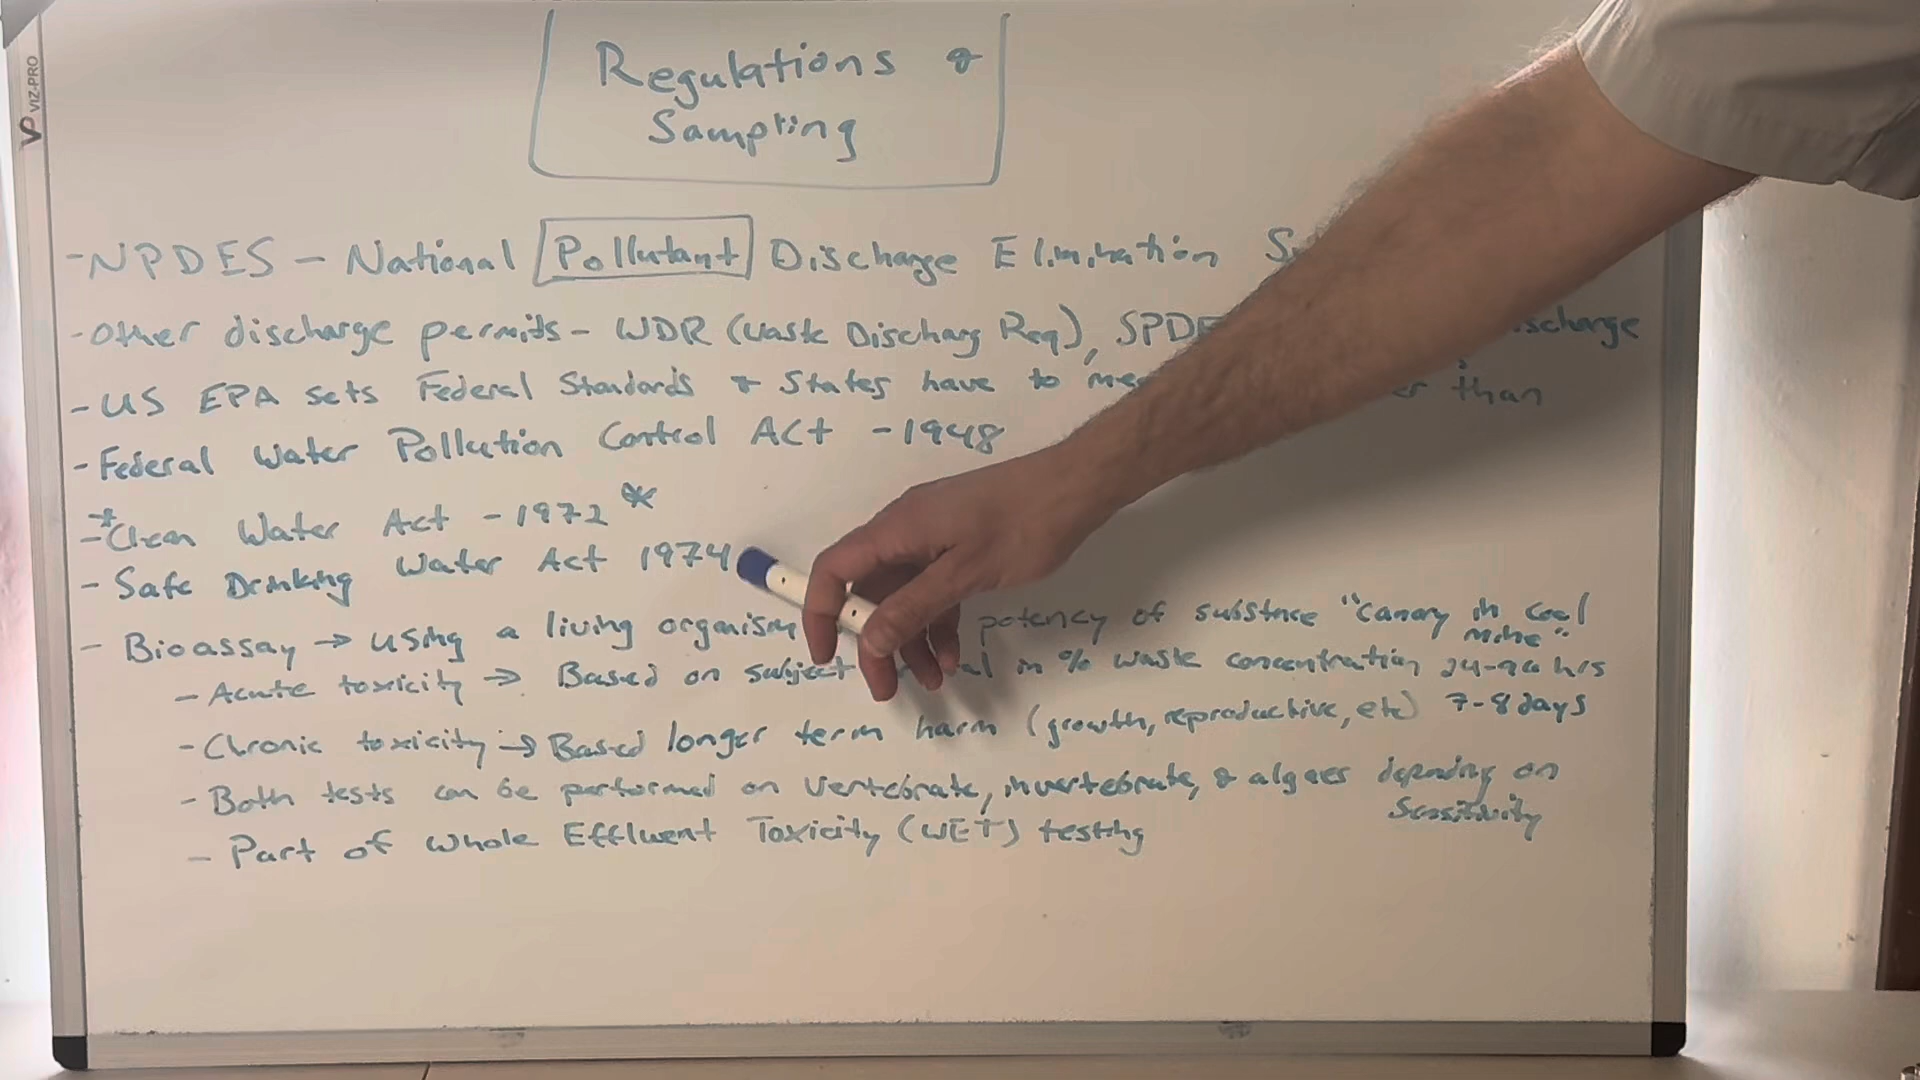 VP VIZ-PRO
Regulations &
Sampling
- NPDES - National Pollutant Discharge Elimination
- Other discharge permits - WDR (Waste Discharg Req), SPDE
- US EPA sets Federal Standards & States have to than
- Federal Water Pollution Control Act - 1948
* - Clean Water Act - 1972 *
- Safe Drinking Water Act 1974
- Bioassay → using a living organism potency of substnce "Canary in coal
mine"
- Acute toxicity → Based on subject in % waste concentration 24-96 hrs
- Chronic toxicity → Based longer term harm (growth, reproductive, etc) 7-8 days
- Both tests can be performed on vertebrate, invertebrate, & algaes depending on
Sensitivity
- Part of Whole Effluent Toxicity (WET) testing